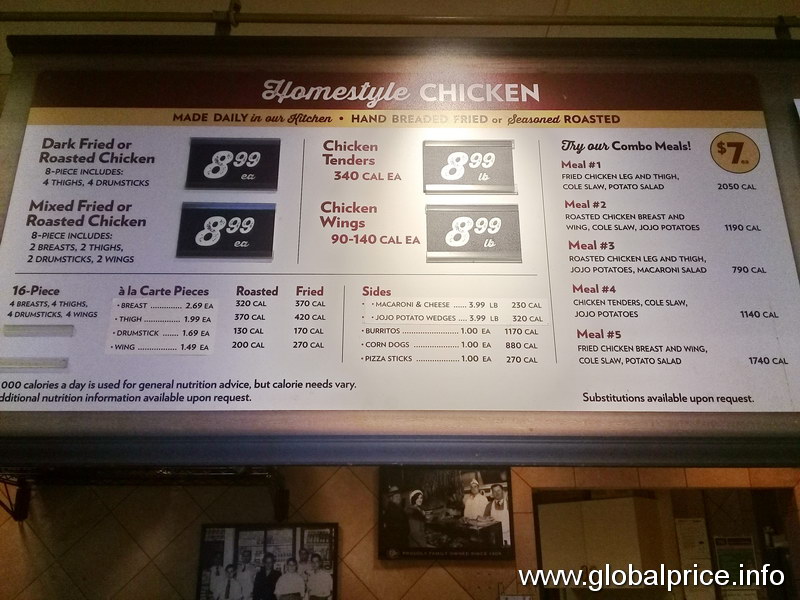 Homestyle CHICKEN
MADE DAILY in our Kitchen • HAND BREADED FRIED or Seasoned ROASTED
Dark Fried or
Roasted Chicken
8-PIECE INCLUDES:
4 THIGHS, 4 DRUMSTICKS
8.99 ea
Mixed Fried or
Roasted Chicken
8-PIECE INCLUDES:
2 BREASTS, 2 THIGHS,
2 DRUMSTICKS, 2 WINGS
8.99 ea
Chicken
Tenders
340 CAL EA
8.99 lb
Chicken
Wings
90-140 CAL EA
8.99 lb
16-Piece
4 BREASTS, 4 THIGHS,
4 DRUMSTICKS, 4 WINGS
à la Carte Pieces Roasted Fried
• BREAST ............ 2.69 EA 320 CAL 370 CAL
• THIGH ............ 1.99 EA 370 CAL 420 CAL
• DRUMSTICK .... 1.69 EA 130 CAL 170 CAL
• WING ................ 1.49 EA 200 CAL 270 CAL
Sides
• MACARONI & CHEESE ..... 3.99 LB 230 CAL
• JOJO POTATO WEDGES .. 3.99 LB 320 CAL
• BURRITOS ....................... 1.00 EA 1170 CAL
• CORN DOGS .................. 1.00 EA 880 CAL
• PIZZA STICKS ................. 1.00 EA 270 CAL
Try our Combo Meals!
$7. ea
Meal #1
FRIED CHICKEN LEG AND THIGH,
COLE SLAW, POTATO SALAD 2050 CAL
Meal #2
ROASTED CHICKEN BREAST AND
WING, COLE SLAW, JOJO POTATOES 1190 CAL
Meal #3
ROASTED CHICKEN LEG AND THIGH,
JOJO POTATOES, MACARONI SALAD 790 CAL
Meal #4
CHICKEN TENDERS, COLE SLAW,
JOJO POTATOES 1140 CAL
Meal #5
FRIED CHICKEN BREAST AND WING,
COLE SLAW, POTATO SALAD 1740 CAL
000 calories a day is used for general nutrition advice, but calorie needs vary.
dditional nutrition information available upon request.
Substitutions available upon request.
www.globalprice.info